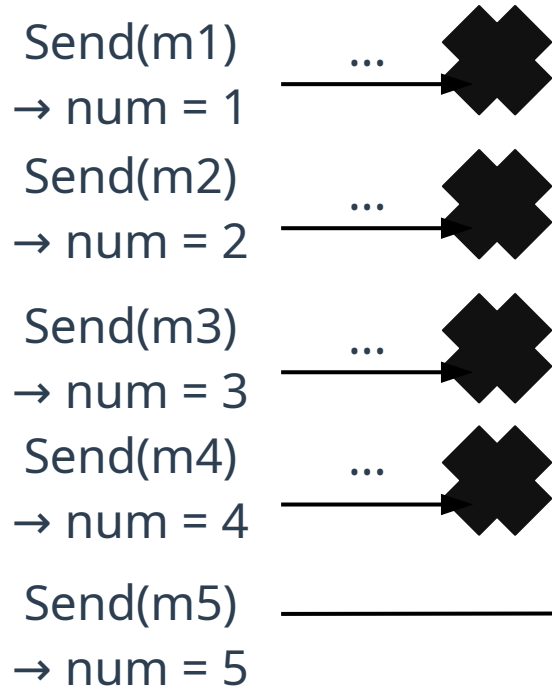 Send(m1)
...
→ num = 1
Send(m2)
...
→ num = 2
Send(m3)
...
→ num = 3
Send(m4)
...
→ num = 4
Send(m5)
→ num = 5